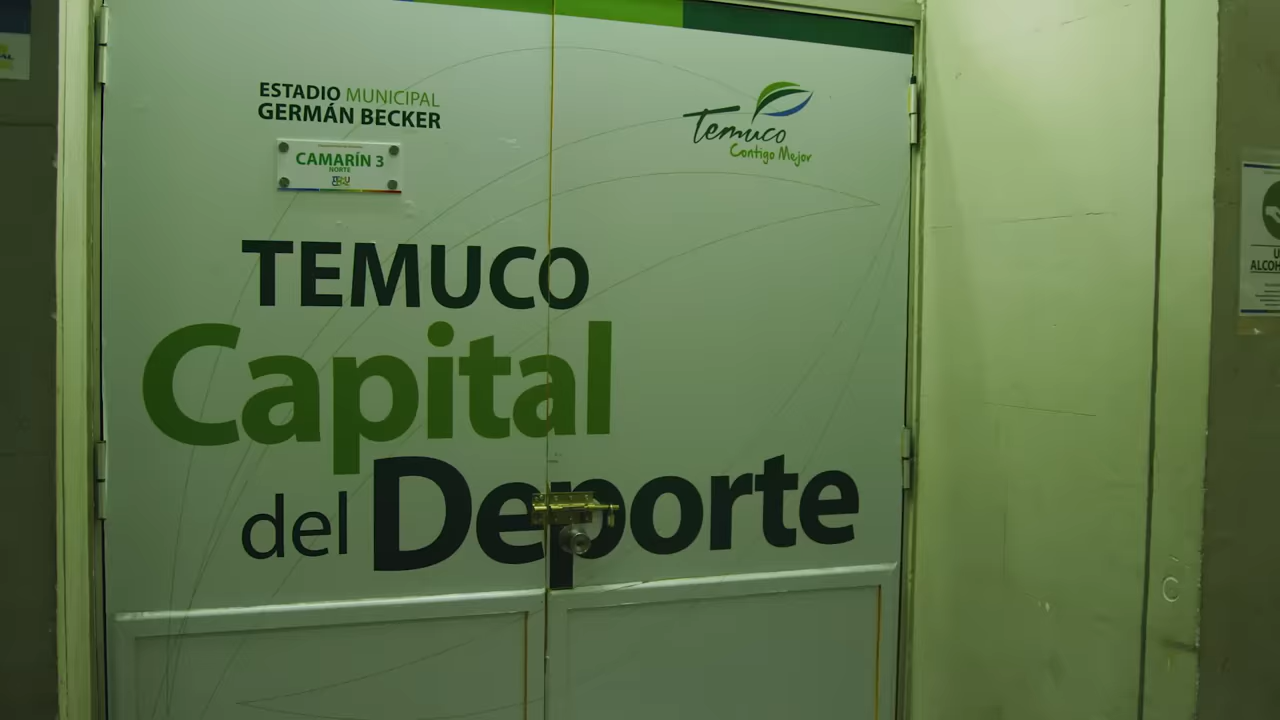 ESTADIO MUNICIPAL
GERMÁN BECKER
CAMARÍN 3
NORTE
Temuco
Contigo Mejor
TEMUCO
Capital
del Deporte